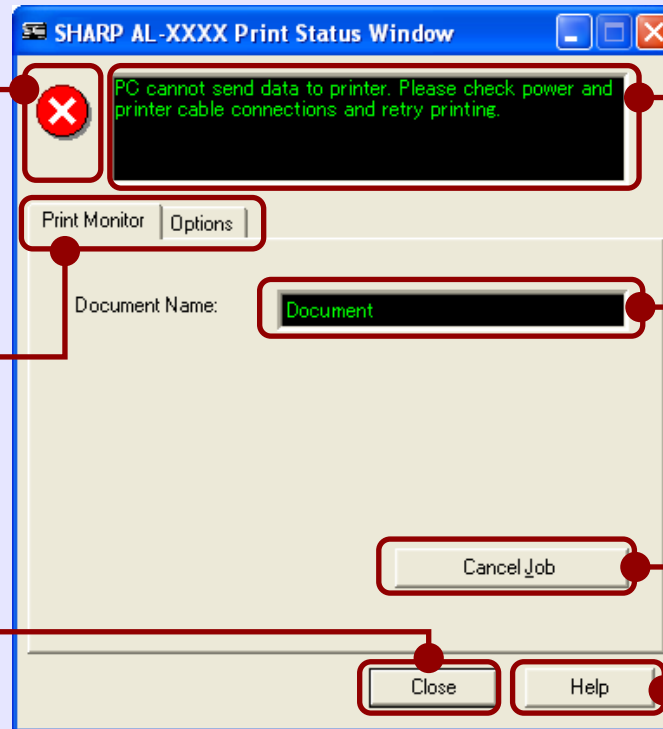 SHARP AL-XXXX Print Status Window
PC cannot send data to printer. Please check power and
printer cable connections and retry printing.
Print Monitor Options
Document Name: Document
Cancel Job
Close Help